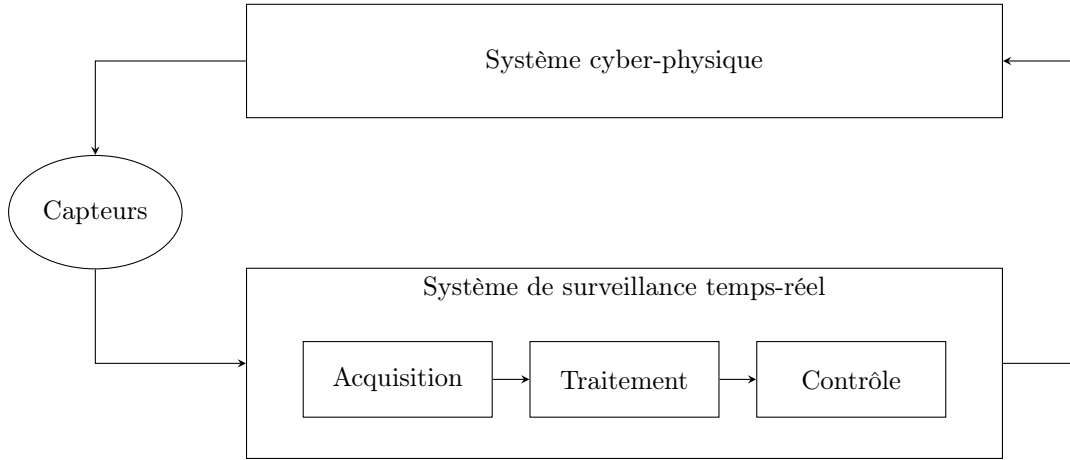 Système cyber-physique
Capteurs
Système de surveillance temps-réel
Acquisition
Traitement
Contrôle